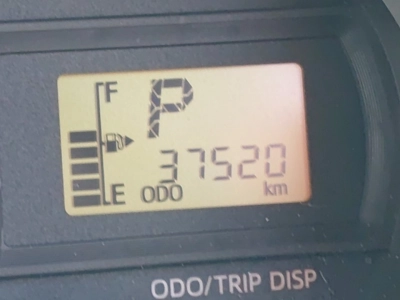 F P
37520
E ODO km
ODO/TRIP DISP